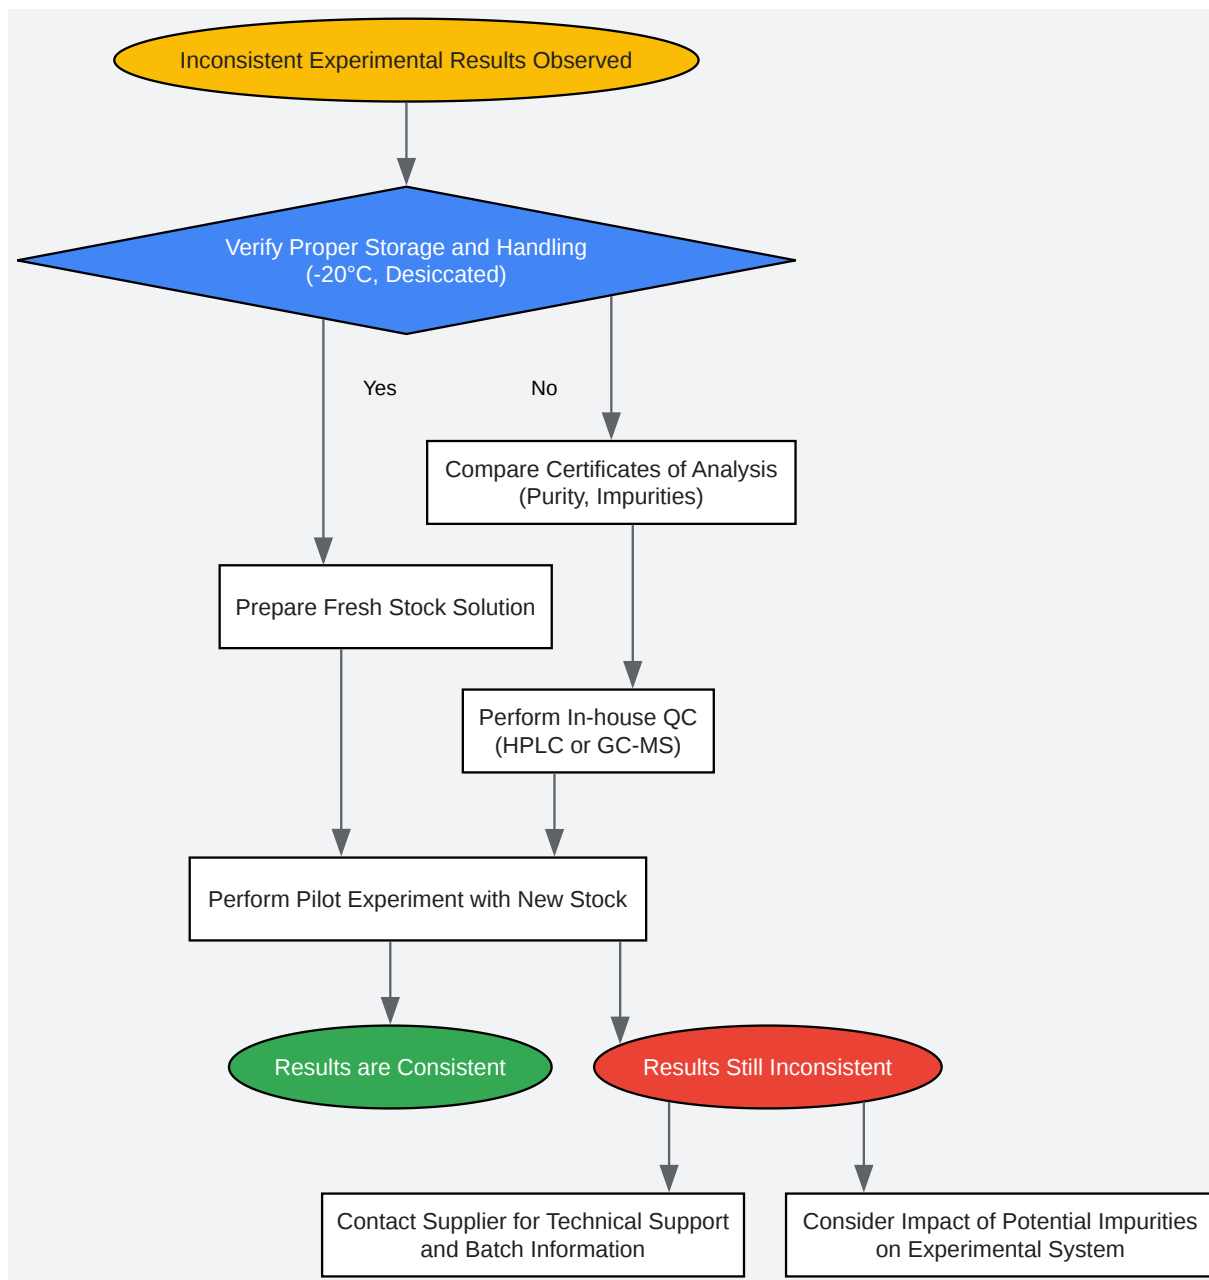 Inconsistent Experimental Results Observed
Verify Proper Storage and Handling
(-20°C, Desiccated)
Yes
No
Compare Certificates of Analysis
(Purity, Impurities)
Prepare Fresh Stock Solution
Perform In-house QC
(HPLC or GC-MS)
Perform Pilot Experiment with New Stock
Results are Consistent
Results Still Inconsistent
Contact Supplier for Technical Support
and Batch Information
Consider Impact of Potential Impurities
on Experimental System